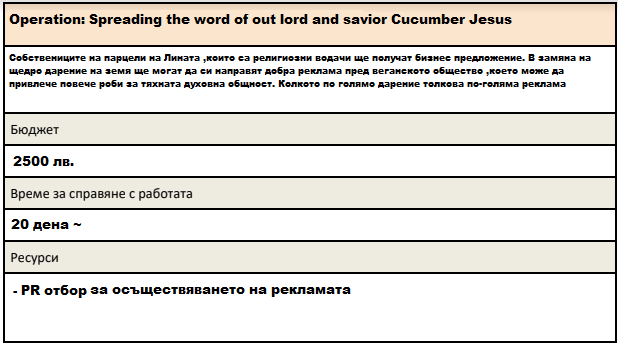 Operation: Spreading the word of out lord and savior Cucumber Jesus
Собствениците на парцели на Лината ,които са религиозни водачи ще получат бизнес предложение. В замяна на
щедро дарение на земя ще могат да си направят добра реклама пред веганското общество ,което може да
привлече повече роби за тяхната духовна общност. Колкото по голямо дарение толкова по-голяма реклама
Бюджет
2500 лв.
Време за справяне с работата
20 дена ~
Ресурси
- PR отбор за осъществяването на рекламата